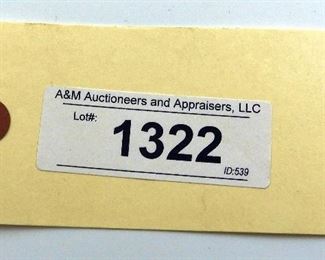 A&M Auctioneers and Appraisers, LLC
Lot#:
1322
ID:539